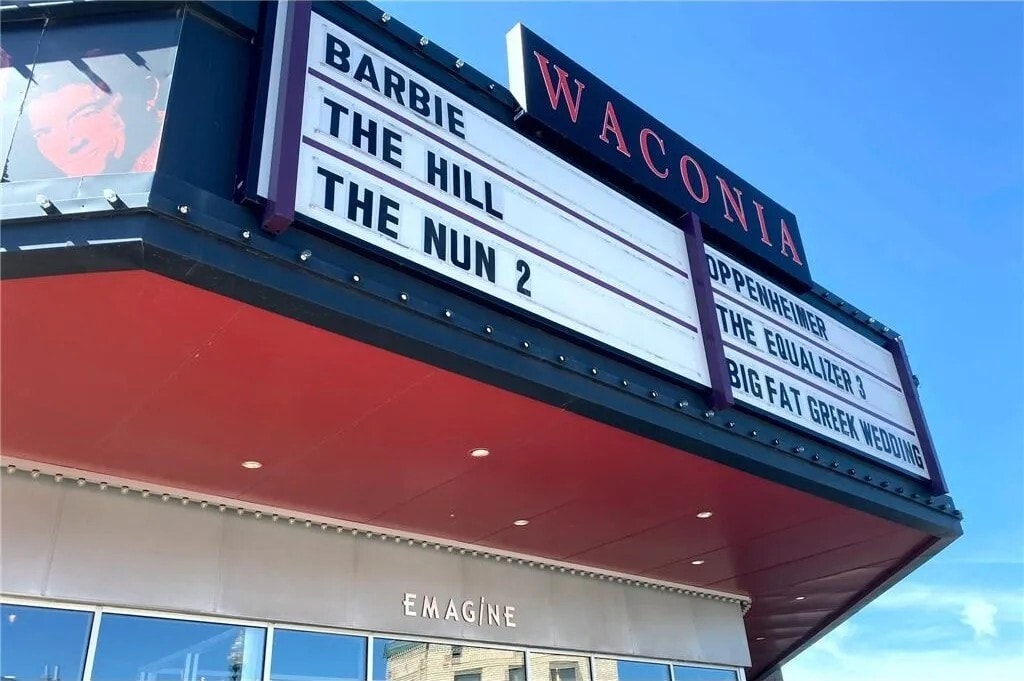 WACONIA
BARBIE
THE HILL
THE NUN 2
OPPENHEIMER
THE EQUALIZER 3
BIG FAT GREEK WEDDING
EMAGINE